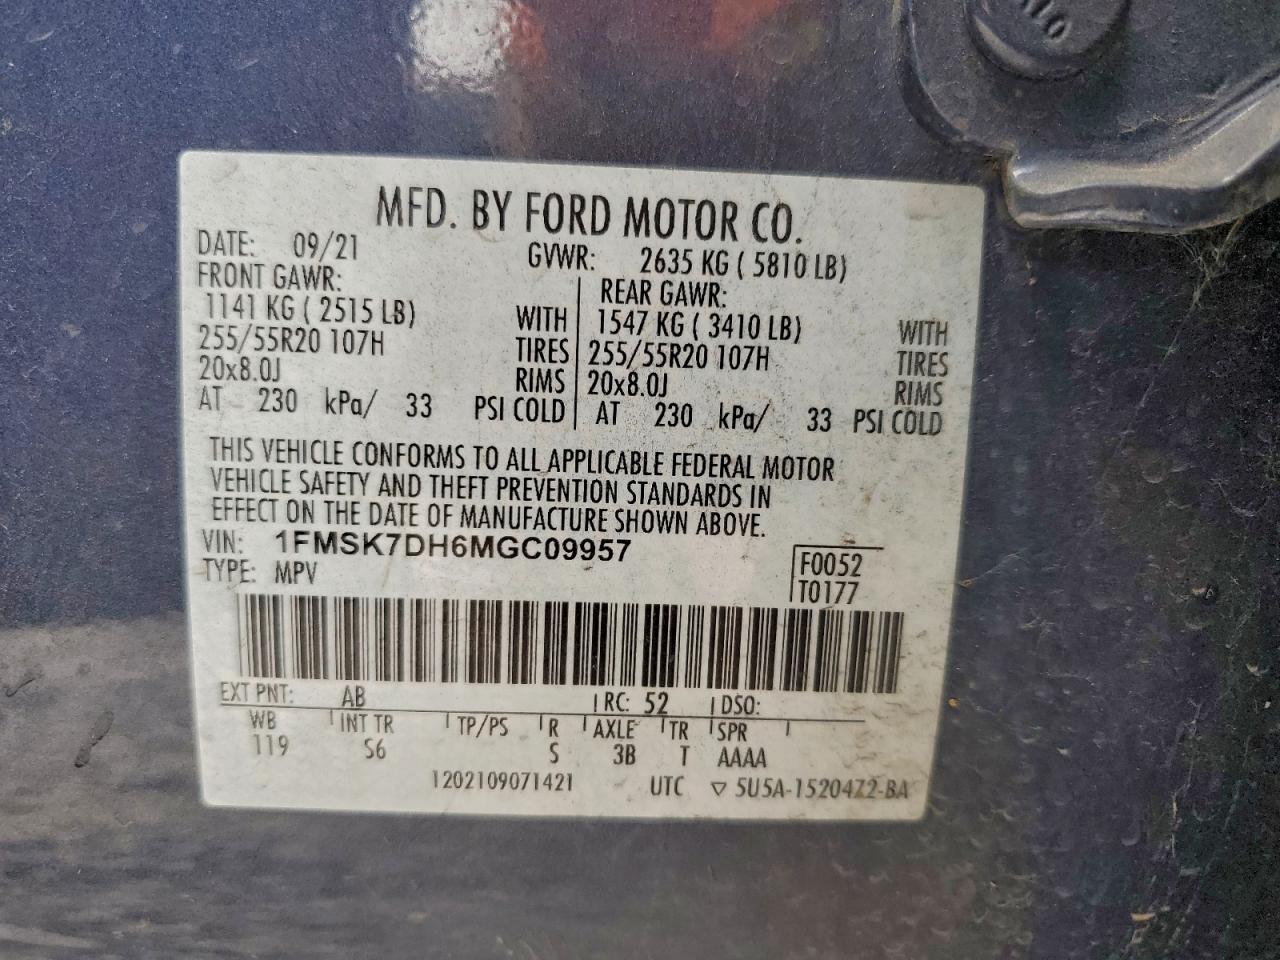 MFD. BY FORD MOTOR CO.
DATE: 09/21 GVWR: 2635 KG ( 5810 LB)
FRONT GAWR: REAR GAWR:
1141 KG ( 2515 LB) WITH 1547 KG ( 3410 LB) WITH
255/55R20 107H TIRES 255/55R20 107H TIRES
20x8.0J RIMS 20x8.0J RIMS
AT 230 kPa/ 33 PSI COLD AT 230 kPa/ 33 PSI COLD
THIS VEHICLE CONFORMS TO ALL APPLICABLE FEDERAL MOTOR
VEHICLE SAFETY AND THEFT PREVENTION STANDARDS IN
EFFECT ON THE DATE OF MANUFACTURE SHOWN ABOVE.
VIN: 1FMSK7DH6MGC09957
F0052
TYPE: MPV
T0177
EXT PNT: AB RC: 52 DSO:
WB INT TR TP/PS R AXLE TR SPR
119 S6 S 3B T AAAA
1202109071421 UTC ▽ 5U5A-15204Z2-BA